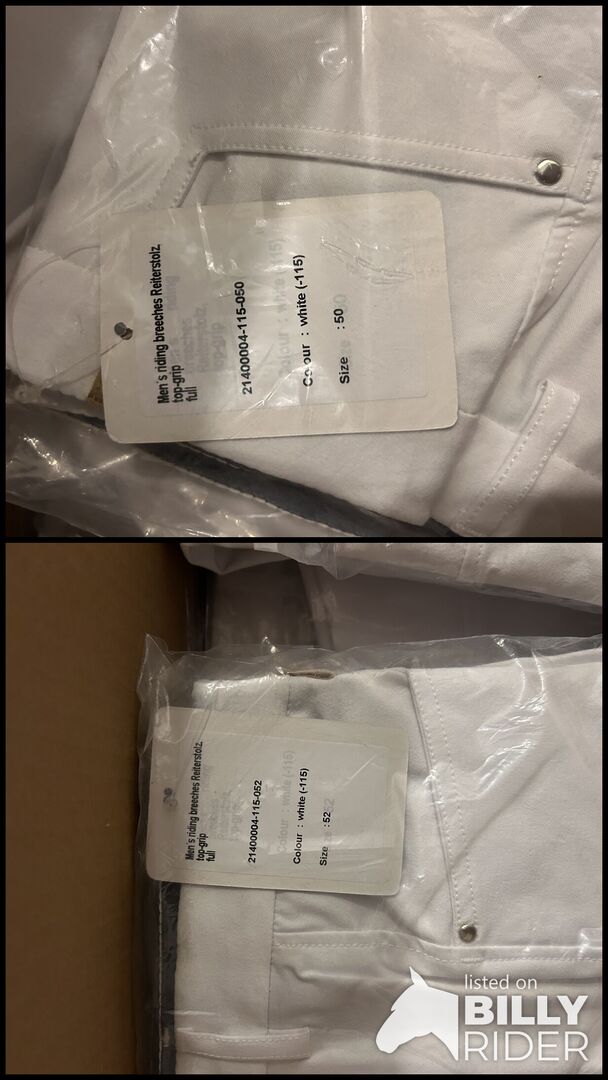 Men´s riding breeches Reiterstolz
top-grip
full
21400004-115-050
Colour : white (-115)
Size : 50
Men´s riding breeches Reiterstolz
top-grip
full
21400004-115-052
Colour : white (-115)
Size : 52
listed on
BILLY
RIDER